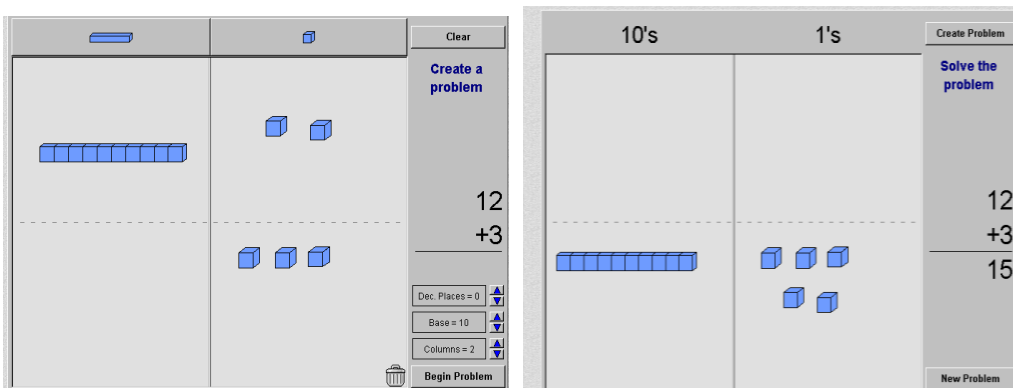 Clear
Create a
problem
12
+3
Dec. Places = 0
Base = 10
Columns = 2
Begin Problem
10's 1's
Create Problem
Solve the
problem
12
+3
15
New Problem